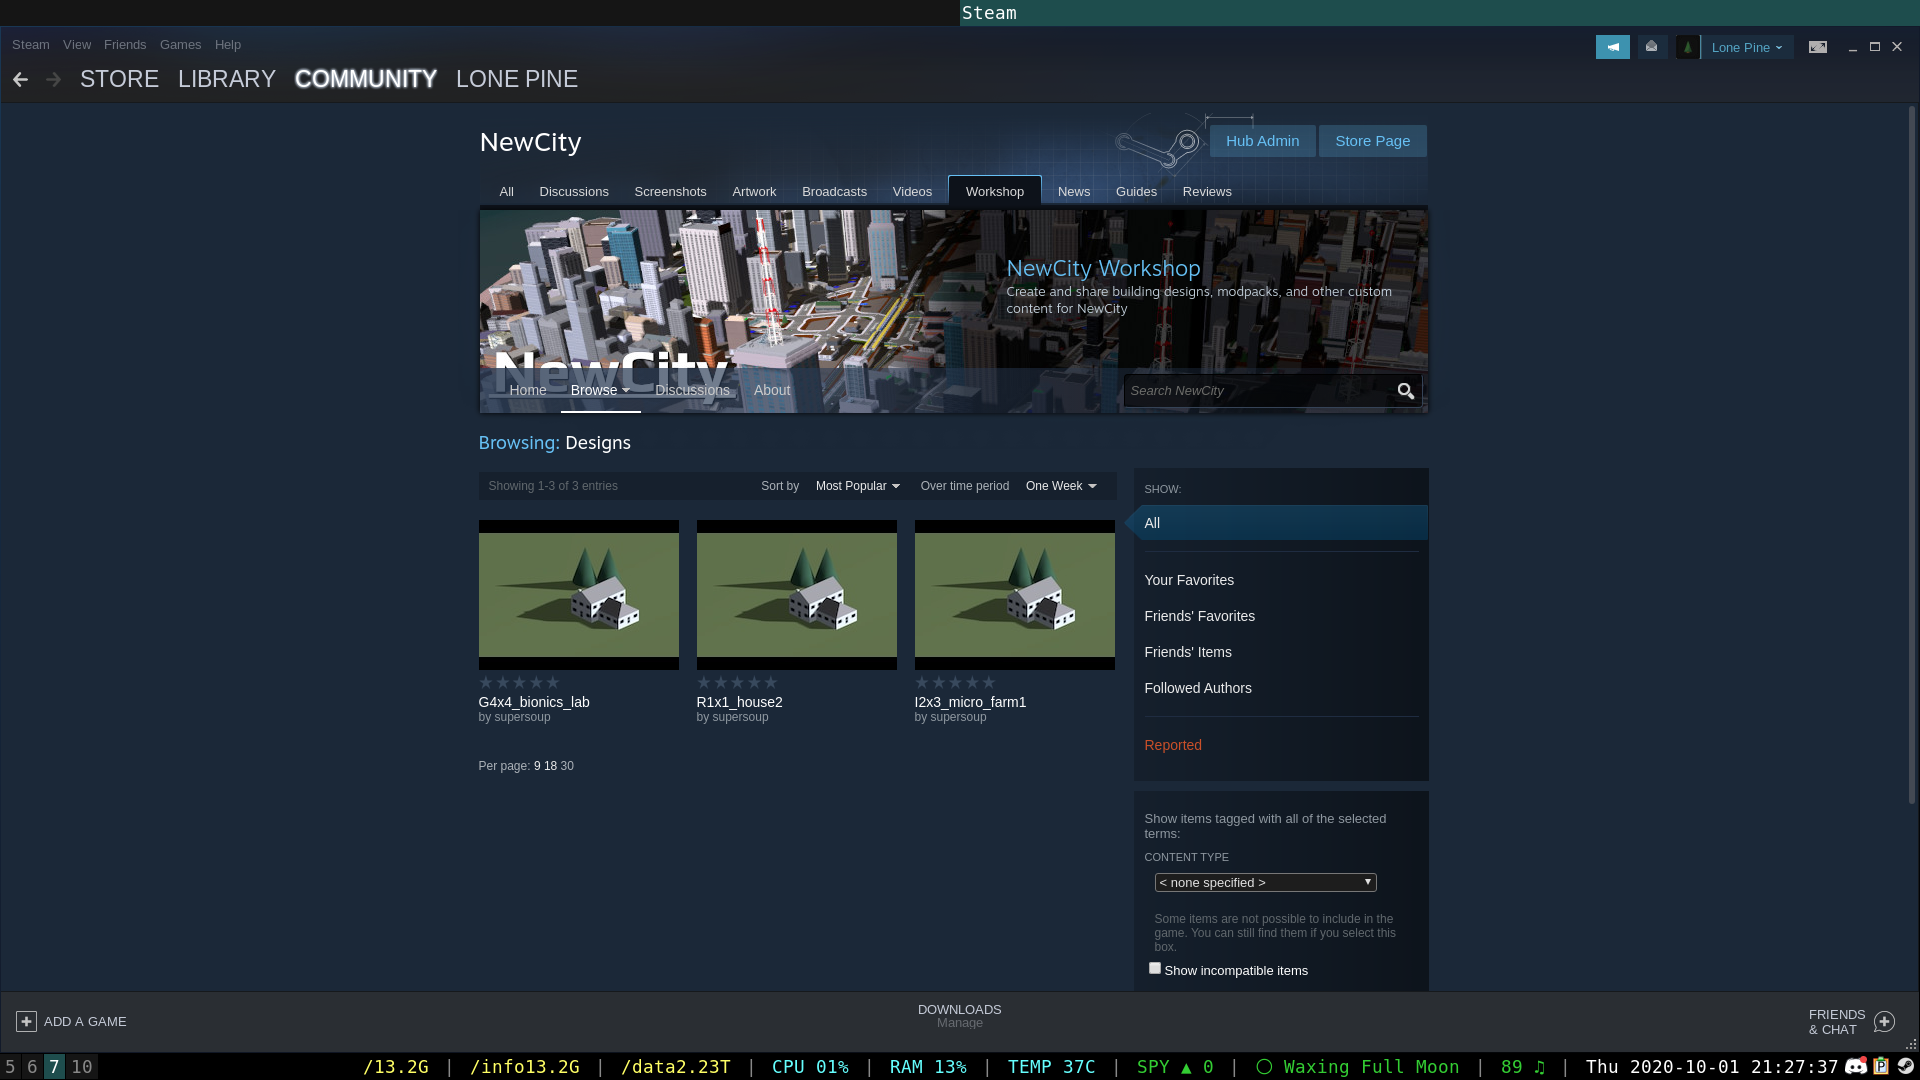 Steam
Steam View Friends Games Help
Lone Pine
STORE LIBRARY COMMUNITY LONE PINE
NewCity
Hub Admin Store Page
All Discussions Screenshots Artwork Broadcasts Videos Workshop News Guides Reviews
NewCity Workshop
Create and share building designs, modpacks, and other custom
content for NewCity
NewCity
Home Browse Discussions About
Search NewCity
Browsing: Designs
Showing 1-3 of 3 entries Sort by Most Popular Over time period One Week
SHOW:
All
Your Favorites
Friends' Favorites
Friends' Items
Followed Authors
Reported
G4x4_bionics_lab
by supersoup
R1x1_house2
by supersoup
I2x3_micro_farm1
by supersoup
Per page: 9 18 30
Show items tagged with all of the selected
terms:
CONTENT TYPE
< none specified >
Some items are not possible to include in the
game. You can still find them if you select this
box.
Show incompatible items
ADD A GAME
DOWNLOADS
Manage
FRIENDS
& CHAT
5 6 7 10 /13.2G | /info13.2G | /data2.23T | CPU 01% | RAM 13% | TEMP 37C | SPY ▲ 0 | 🌕 Waxing Full Moon | 89 ♫ | Thu 2020-10-01 21:27:37